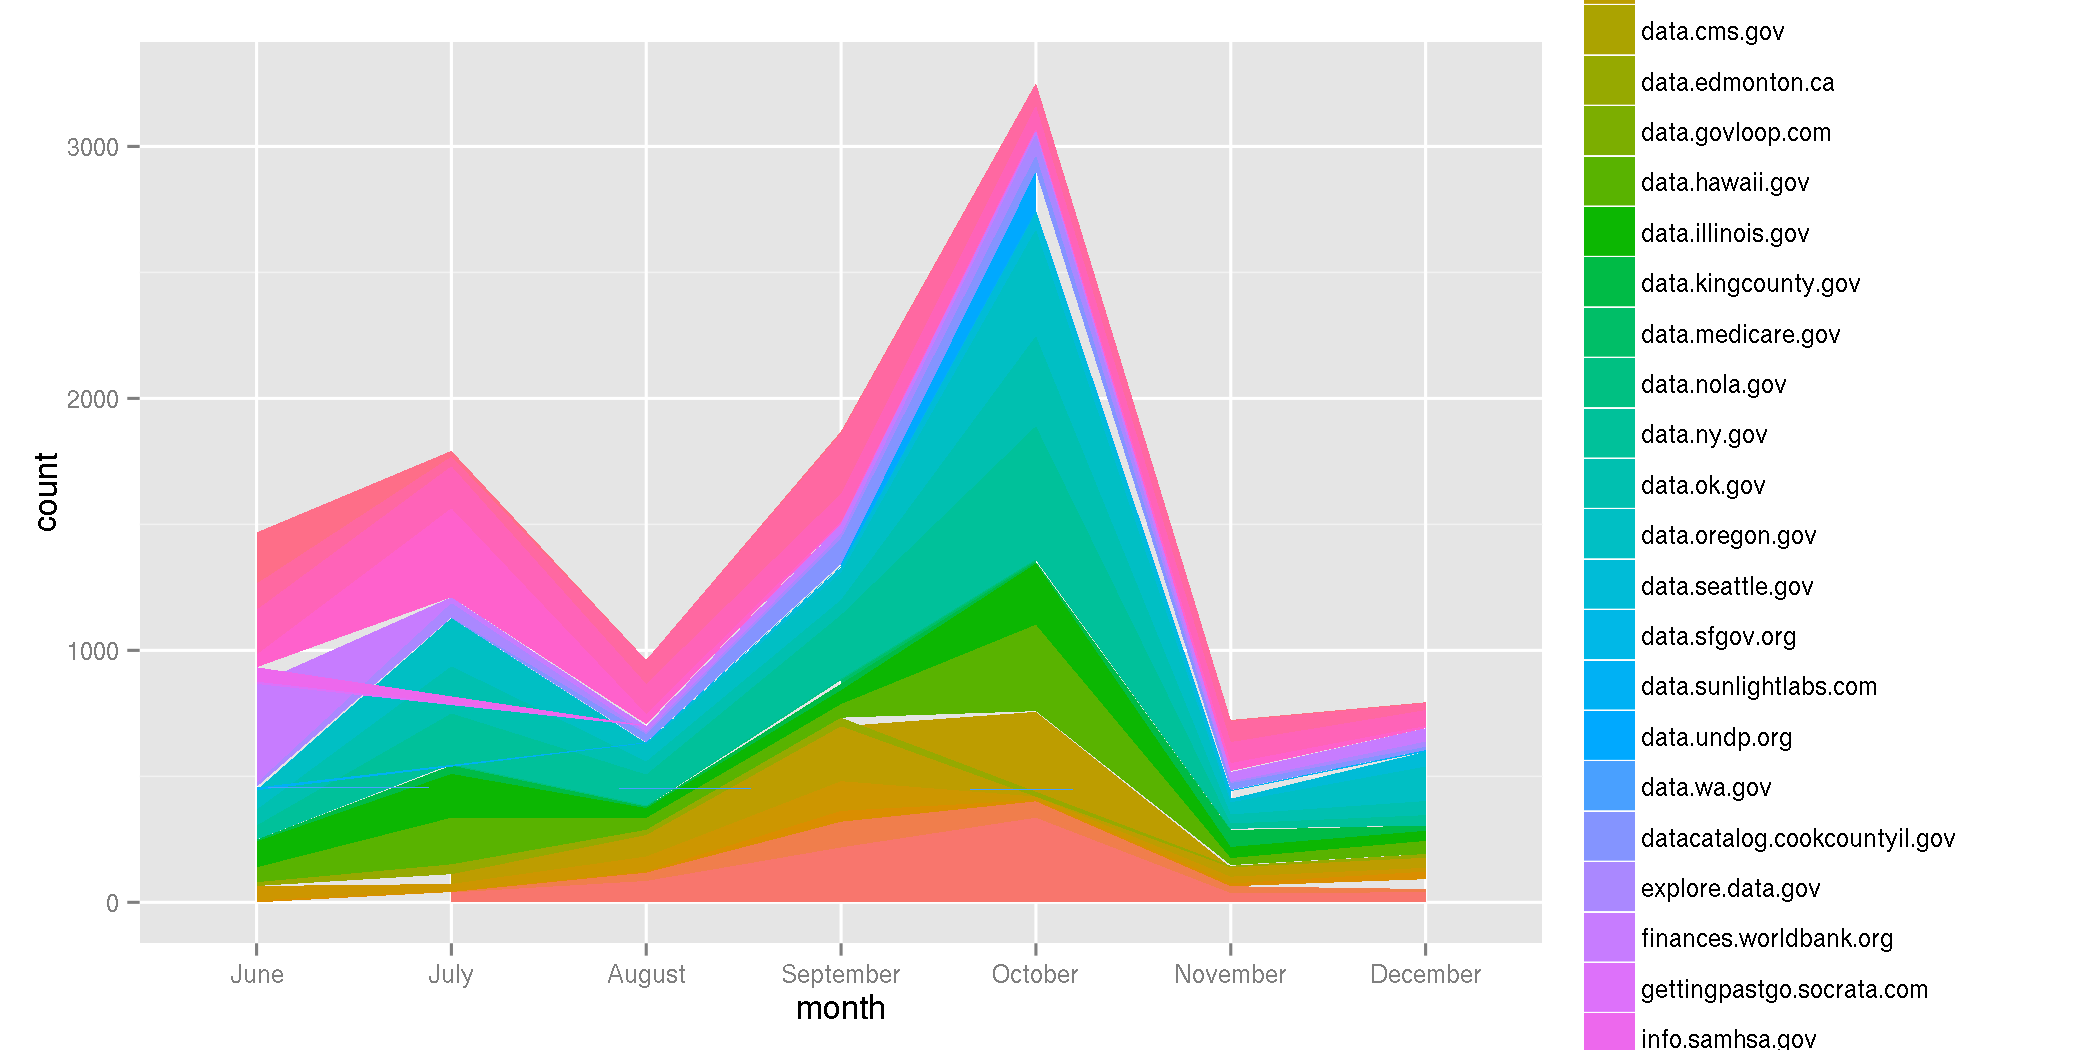 3000
2000
1000
0
count
June July August September October November December
month
data.cms.gov
data.edmonton.ca
data.govloop.com
data.hawaii.gov
data.illinois.gov
data.kingcounty.gov
data.medicare.gov
data.nola.gov
data.ny.gov
data.ok.gov
data.oregon.gov
data.seattle.gov
data.sfgov.org
data.sunlightlabs.com
data.undp.org
data.wa.gov
datacatalog.cookcountyil.gov
explore.data.gov
finances.worldbank.org
gettingpastgo.socrata.com
info.samhsa.gov